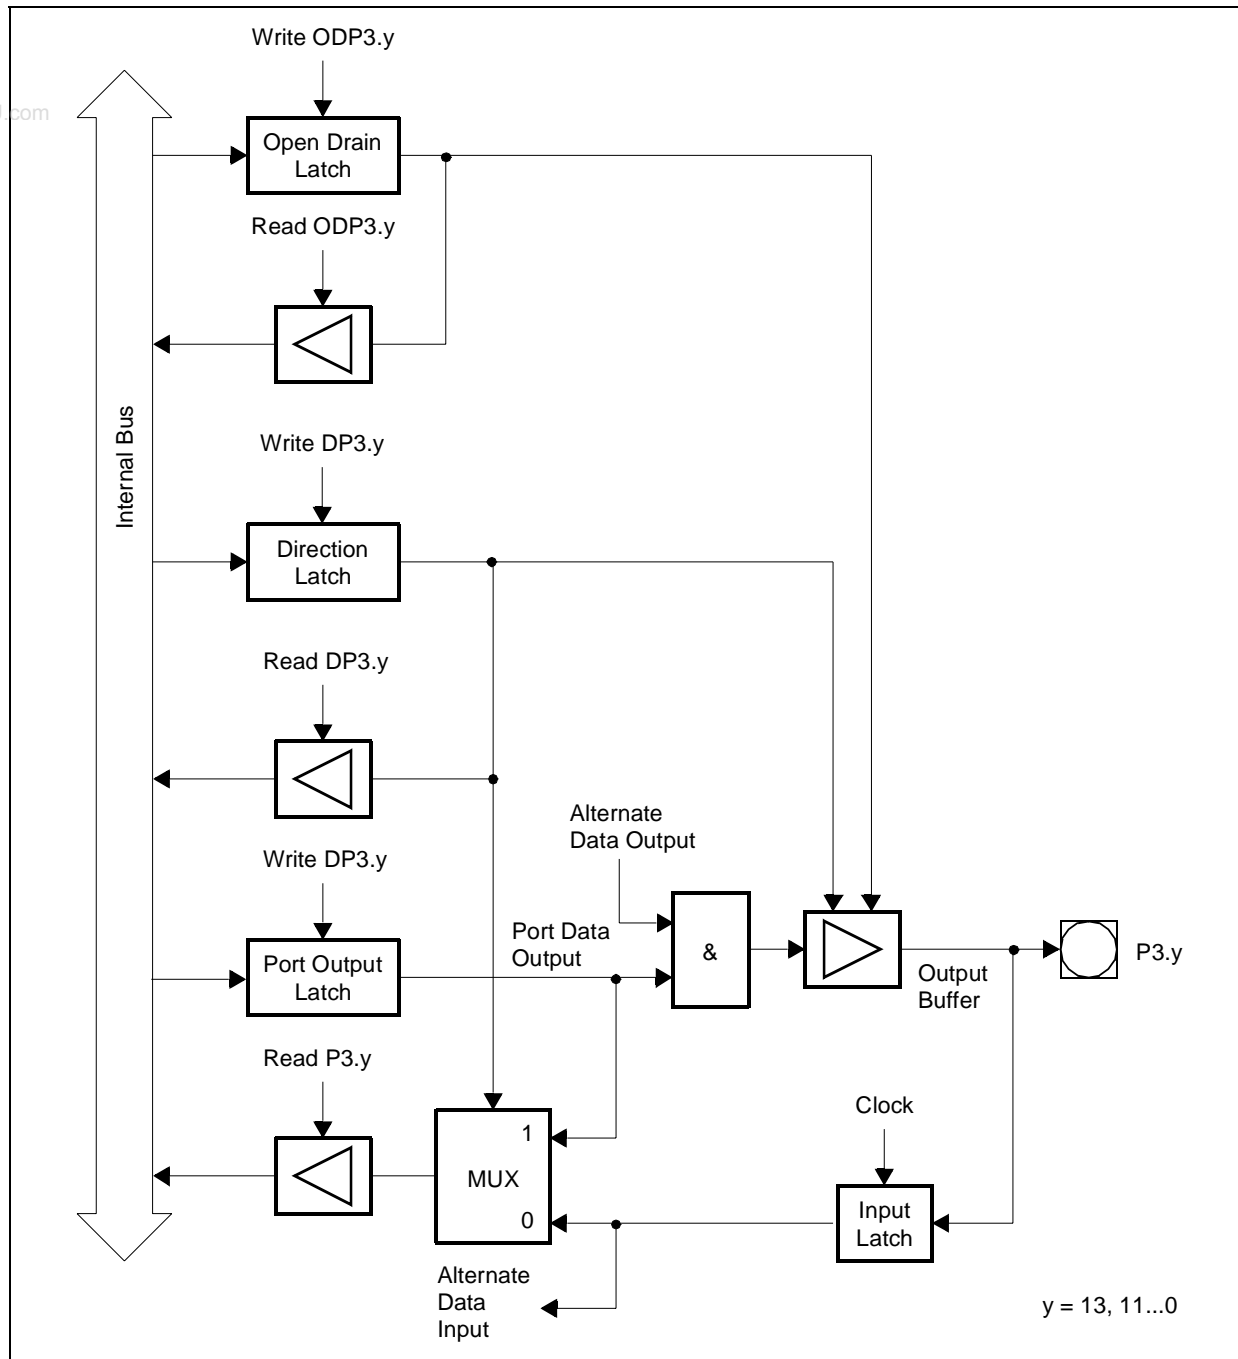 Write ODP3.y
.com
Open Drain
Latch
Read ODP3.y
Internal Bus
Write DP3.y
Direction
Latch
Read DP3.y
Alternate
Data Output
Write DP3.y
Port Data
Output
&
Port Output
Latch
Output
Buffer
P3.y
Read P3.y
Clock
1
MUX
0
Input
Latch
Alternate
Data
Input
y = 13, 11...0